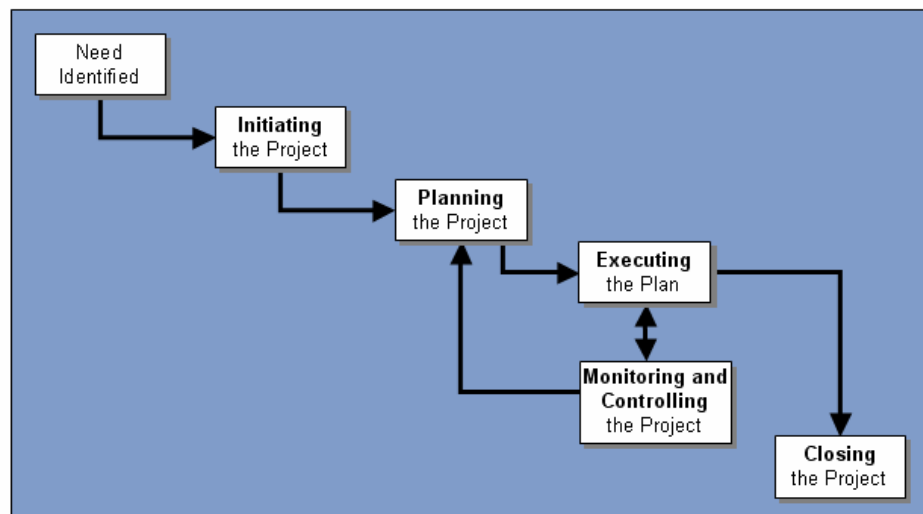 Need
Identified
Initiating
the Project
Planning
the Project
Executing
the Plan
Monitoring and
Controlling
the Project
Closing
the Project